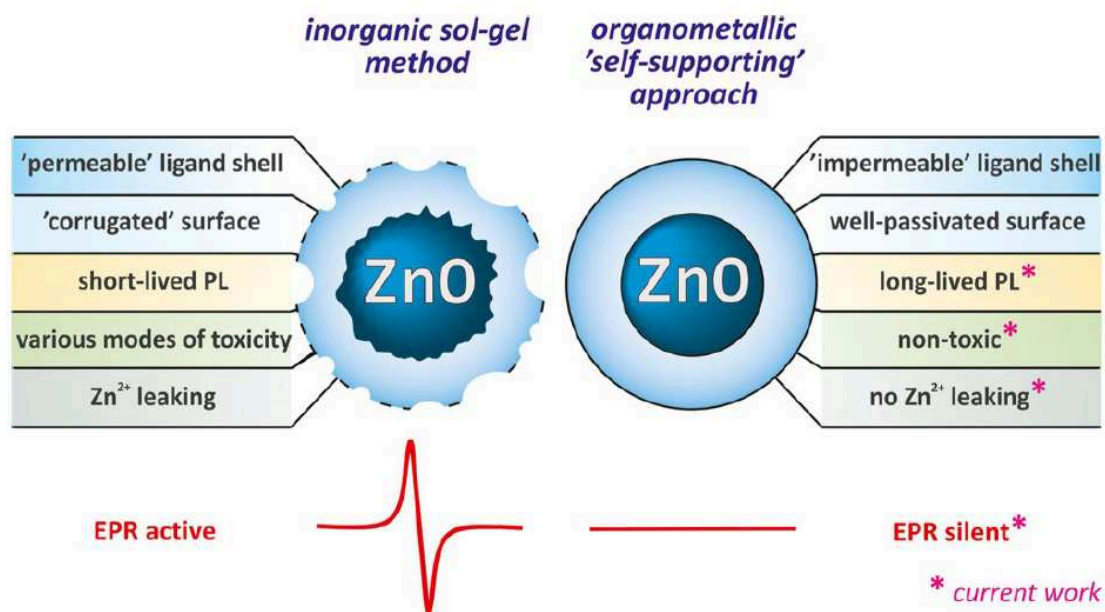 inorganic sol-gel
method
organometallic
’self-supporting’
approach
’permeable’ ligand shell
’corrugated’ surface
short-lived PL
various modes of toxicity
Zn²⁺ leaking
ZnO
ZnO
’impermeable’ ligand shell
well-passivated surface
long-lived PL*
non-toxic*
no Zn²⁺ leaking*
EPR active
EPR silent*
* current work